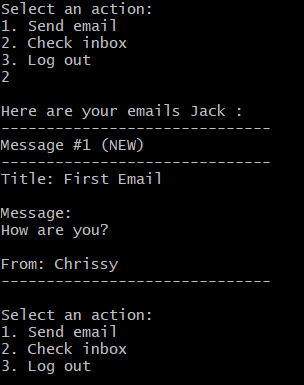 Select an action:
1. Send email
2. Check inbox
3. Log out
2
Here are your emails Jack :
------------------------------
Message #1 (NEW)
------------------------------
Title: First Email
Message:
How are you?
From: Chrissy
------------------------------
Select an action:
1. Send email
2. Check inbox
3. Log out